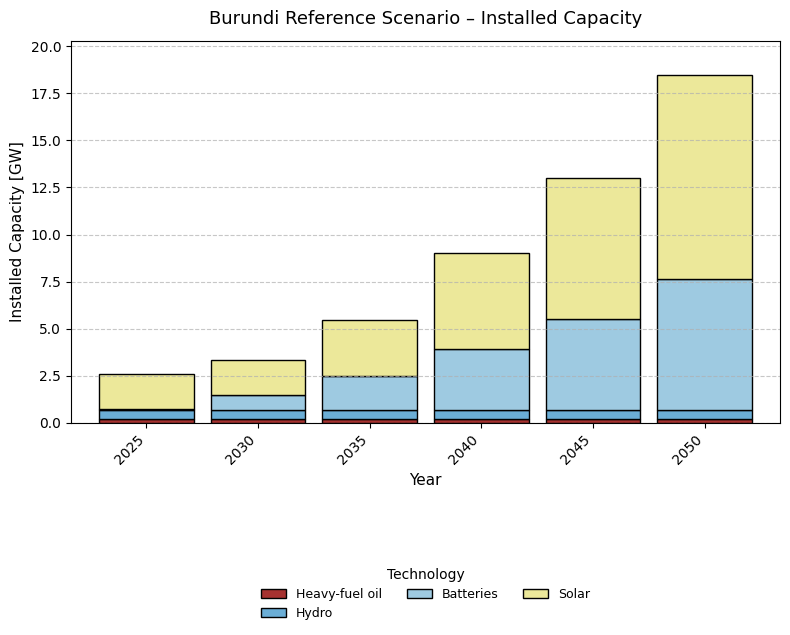 Burundi Reference Scenario – Installed Capacity
Installed Capacity [GW]
20.0
17.5
15.0
12.5
10.0
7.5
5.0
2.5
0.0
2025 2030 2035 2040 2045 2050
Year
Technology
Heavy-fuel oil Batteries Solar
Hydro